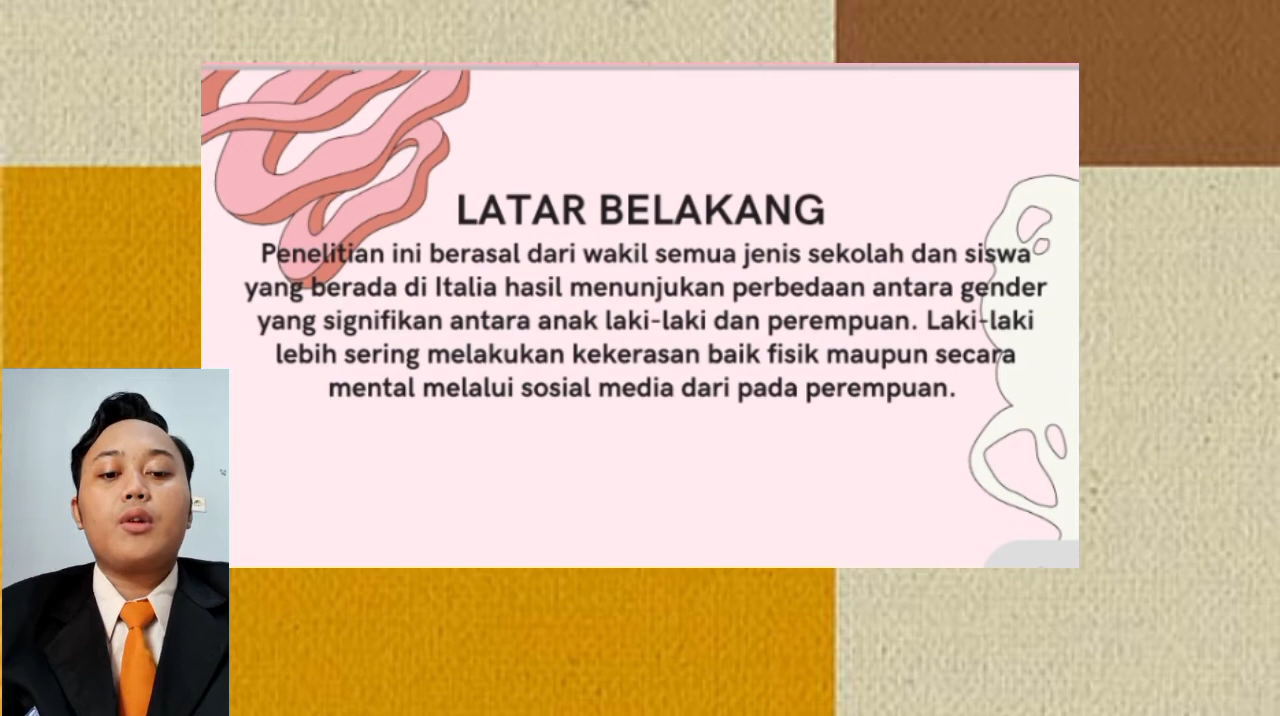 LATAR BELAKANG
Penelitian ini berasal dari wakil semua jenis sekolah dan siswa
yang berada di Italia hasil menunjukan perbedaan antara gender
yang signifikan antara anak laki-laki dan perempuan. Laki-laki
lebih sering melakukan kekerasan baik fisik maupun secara
mental melalui sosial media dari pada perempuan.